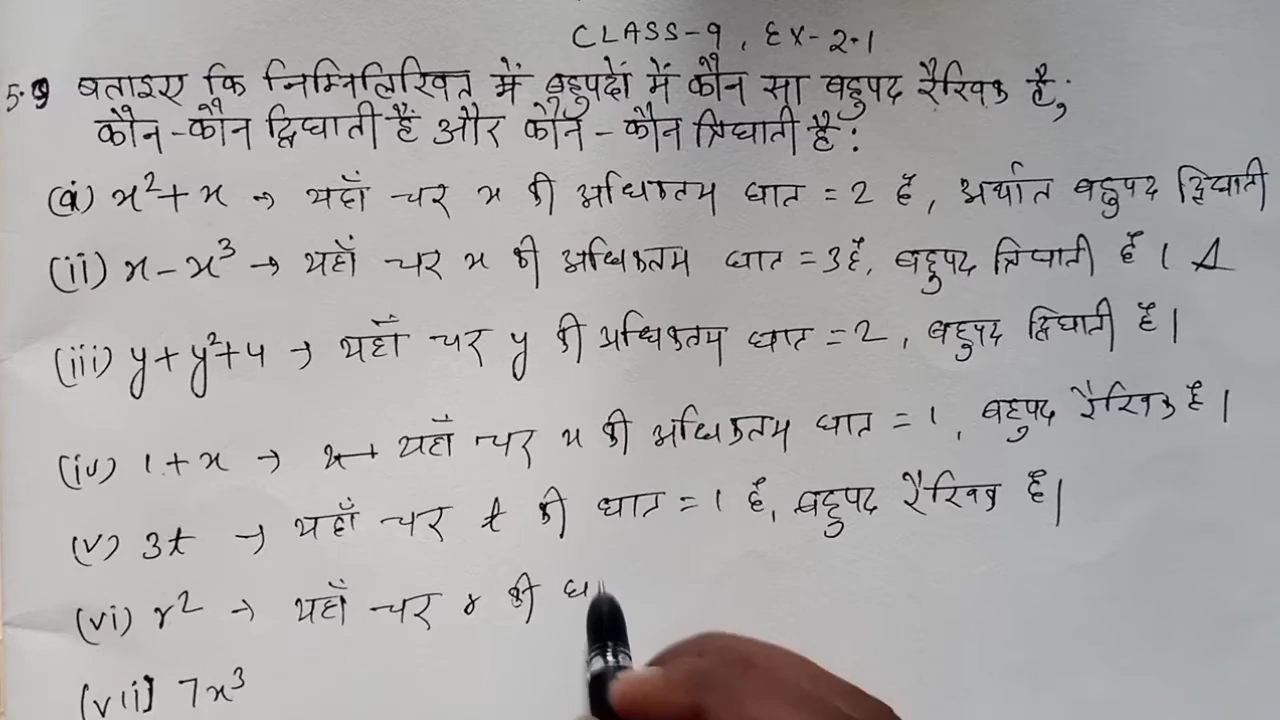 CLASS-9, EX-2.1
5.9 बताइए कि निम्नलिखित में बहुपदों में कौन सा बहुपद रैखिक है;
कौन-कौन द्विघाती हैं और कौन-कौन त्रिघाती है:
(i) x²+x → यहाँ चर x की अधिकतम घात = 2 है, अर्थात बहुपद द्विघाती
(ii) x-x³ → यहाँ चर x की अधिकतम घात = 3 है, बहुपद त्रिघाती है।
(iii) y+y²+4 → यहाँ चर y की अधिकतम घात = 2, बहुपद द्विघाती है।
(iv) 1+x → यहाँ चर x की अधिकतम घात = 1, बहुपद रैखिक है।
(v) 3t → यहाँ चर t की घात = 1 है, बहुपद रैखिक है।
(vi) r² → यहाँ चर r की घा
(vii) 7x³